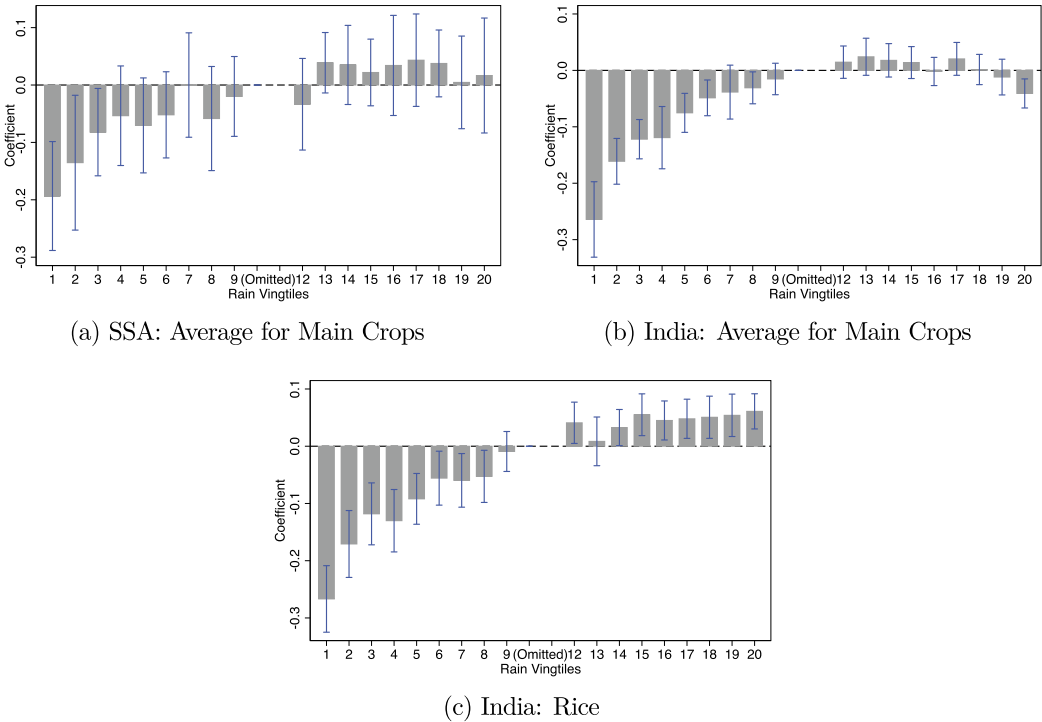 0.1
0.0
-0.1
-0.2
-0.3
Coefficient
1 2 3 4 5 6 7 8 9 (Omitted) 12 13 14 15 16 17 18 19 20
Rain Vingtiles
(a) SSA: Average for Main Crops
0.1
0.0
-0.1
-0.2
-0.3
Coefficient
1 2 3 4 5 6 7 8 9 (Omitted) 12 13 14 15 16 17 18 19 20
Rain Vingtiles
(b) India: Average for Main Crops
0.1
0.0
-0.1
-0.2
-0.3
Coefficient
1 2 3 4 5 6 7 8 9 (Omitted) 12 13 14 15 16 17 18 19 20
Rain Vingtiles
(c) India: Rice